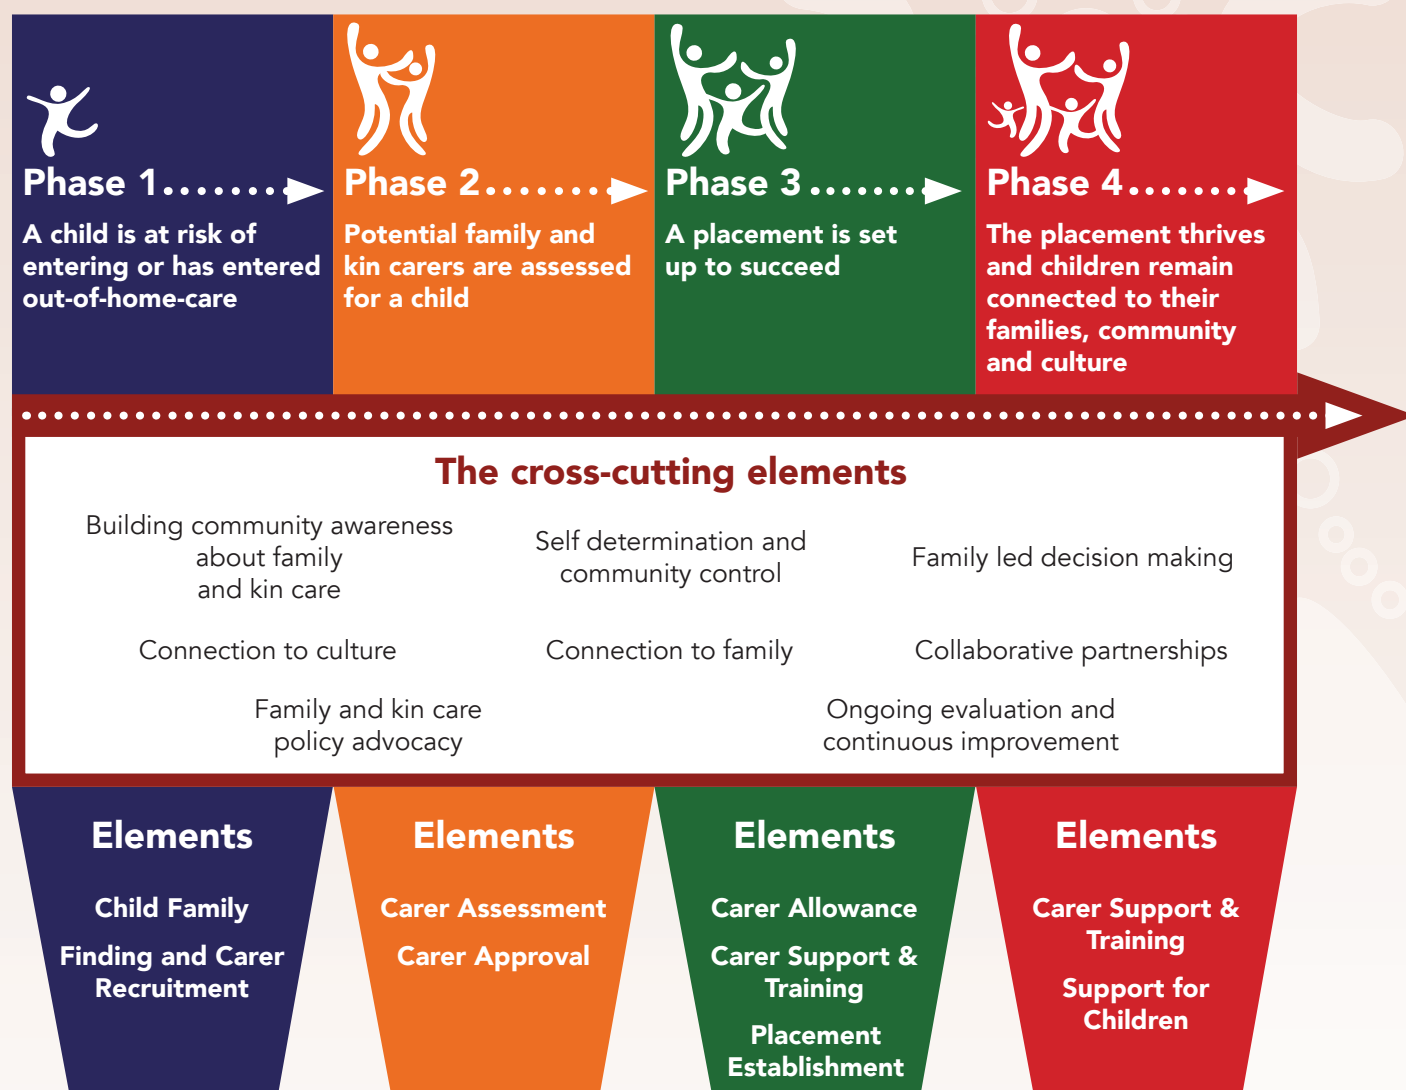 Phase 1
A child is at risk of
entering or has entered
out-of-home-care
Phase 2
Potential family and
kin carers are assessed
for a child
Phase 3
A placement is set
up to succeed
Phase 4
The placement thrives
and children remain
connected to their
families, community
and culture
The cross-cutting elements
Building community awareness
about family
and kin care
Self determination and
community control
Family led decision making
Connection to culture
Connection to family
Collaborative partnerships
Family and kin care
policy advocacy
Ongoing evaluation and
continuous improvement
Elements
Child Family
Finding and Carer
Recruitment
Elements
Carer Assessment
Carer Approval
Elements
Carer Allowance
Carer Support &
Training
Placement
Establishment
Elements
Carer Support &
Training
Support for
Children